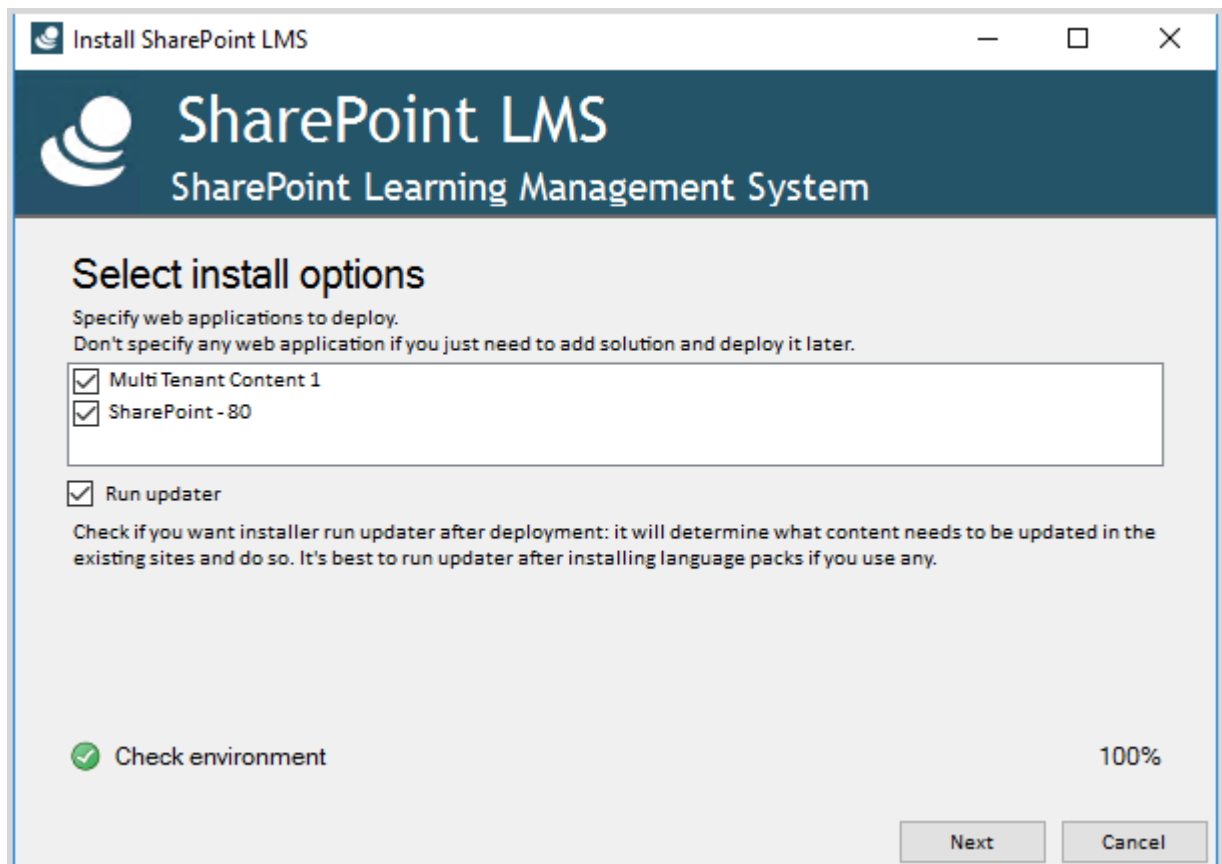 Install SharePoint LMS
SharePoint LMS
SharePoint Learning Management System
Select install options
Specify web applications to deploy.
Don't specify any web application if you just need to add solution and deploy it later.
Multi Tenant Content 1
SharePoint - 80
Run updater
Check if you want installer run updater after deployment: it will determine what content needs to be updated in the
existing sites and do so. It's best to run updater after installing language packs if you use any.
Check environment 100%
Next Cancel